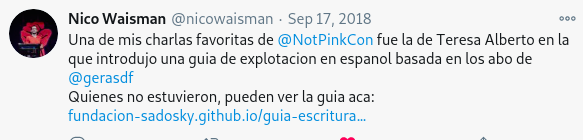 Nico Waisman @nicowaisman · Sep 17, 2018
Una de mis charlas favoritas de @NotPinkCon fue la de Teresa Alberto en la
que introdujo una guia de explotacion en espanol basada en los abo de
@gerasdf
Quienes no estuvieron, pueden ver la guia aca:
fundacion-sadosky.github.io/guia-escritura...